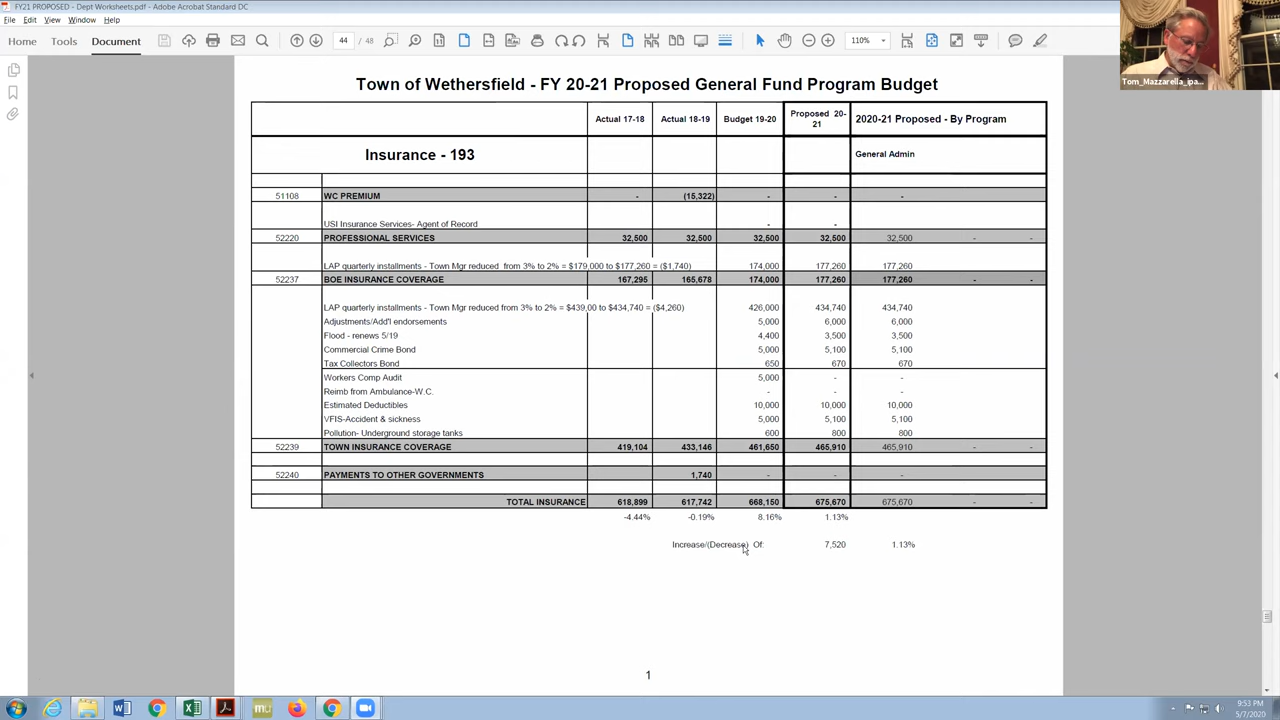 FY21 PROPOSED - Dept Worksheets.pdf - Adobe Acrobat Standard DC
File Edit View Window Help
Home Tools Document 44 / 48 110%
Tom_Mazzarella_ipa...
Town of Wethersfield - FY 20-21 Proposed General Fund Program Budget
Actual 17-18 Actual 18-19 Budget 19-20 Proposed 20-21 2020-21 Proposed - By Program
Insurance - 193 General Admin
51108 WC PREMIUM - (15,322) - - -
USI Insurance Services- Agent of Record - -
52220 PROFESSIONAL SERVICES 32,500 32,500 32,500 32,500 32,500 - -
LAP quarterly installments - Town Mgr reduced from 3% to 2% = $179,000 to $177,260 = ($1,740) 174,000 177,260 177,260
52237 BOE INSURANCE COVERAGE 167,295 165,678 174,000 177,260 177,260 - -
LAP quarterly installments - Town Mgr reduced from 3% to 2% = $439,00 to $434,740 = ($4,260) 426,000 434,740 434,740
Adjustments/Add'l endorsements 5,000 6,000 6,000
Flood - renews 5/19 4,400 3,500 3,500
Commercial Crime Bond 5,000 5,100 5,100
Tax Collectors Bond 650 670 670
Workers Comp Audit 5,000 - -
Reimb from Ambulance-W.C. - - -
Estimated Deductibles 10,000 10,000 10,000
VFIS-Accident & sickness 5,000 5,100 5,100
Pollution- Underground storage tanks 600 800 800
52239 TOWN INSURANCE COVERAGE 419,104 433,146 461,650 465,910 465,910 - -
52240 PAYMENTS TO OTHER GOVERNMENTS 1,740 - - -
TOTAL INSURANCE 618,899 617,742 668,150 675,670 675,670 - -
-4.44% -0.19% 8.16% 1.13%
Increase/(Decrease) Of: 7,520 1.13%
1
9:53 PM
5/7/2020